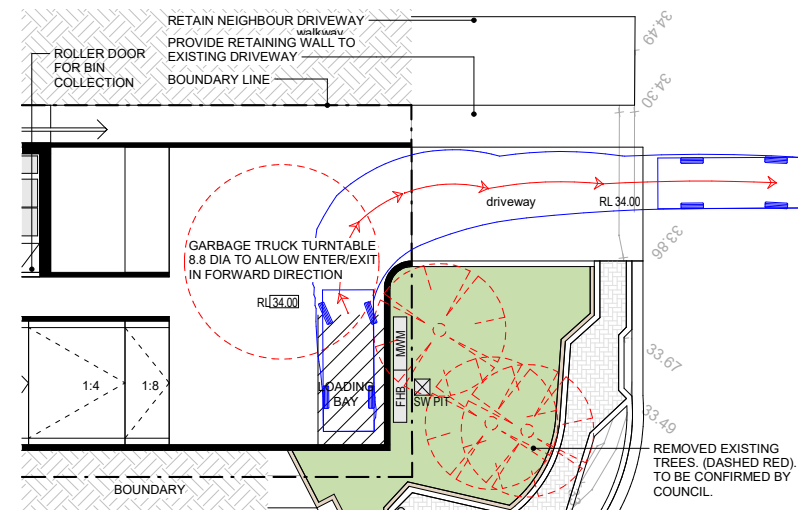 RETAIN NEIGHBOUR DRIVEWAY
walkway
PROVIDE RETAINING WALL TO
EXISTING DRIVEWAY
BOUNDARY LINE
ROLLER DOOR
FOR BIN
COLLECTION
34.49
34.30
driveway
RL 34.00
33.86
GARBAGE TRUCK TURNTABLE
8.8 DIA TO ALLOW ENTER/EXIT
IN FORWARD DIRECTION
RL 34.00
MWM
FHB
SW PIT
LOADING
BAY
1:4
1:8
33.67
33.49
REMOVED EXISTING
TREES. (DASHED RED).
TO BE CONFIRMED BY
COUNCIL.
BOUNDARY